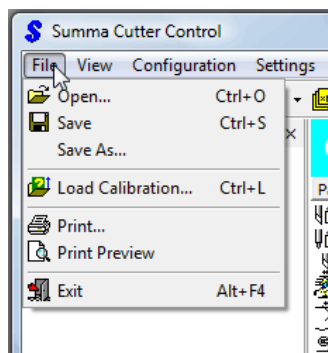 Summa Cutter Control
File View Configuration Settings
Open... Ctrl+O
Save Ctrl+S
Save As...
Load Calibration... Ctrl+L
Print...
Print Preview
Exit Alt+F4